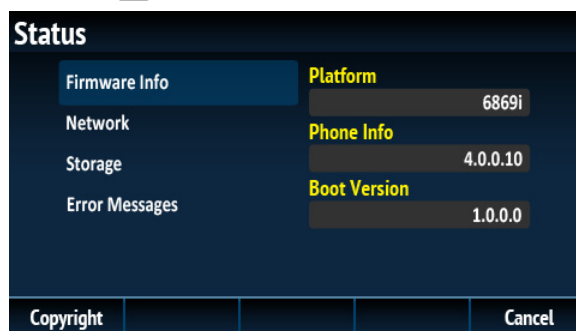 Status
Firmware Info
Network
Storage
Error Messages
Platform
6869i
Phone Info
4.0.0.10
Boot Version
1.0.0.0
Copyright
Cancel